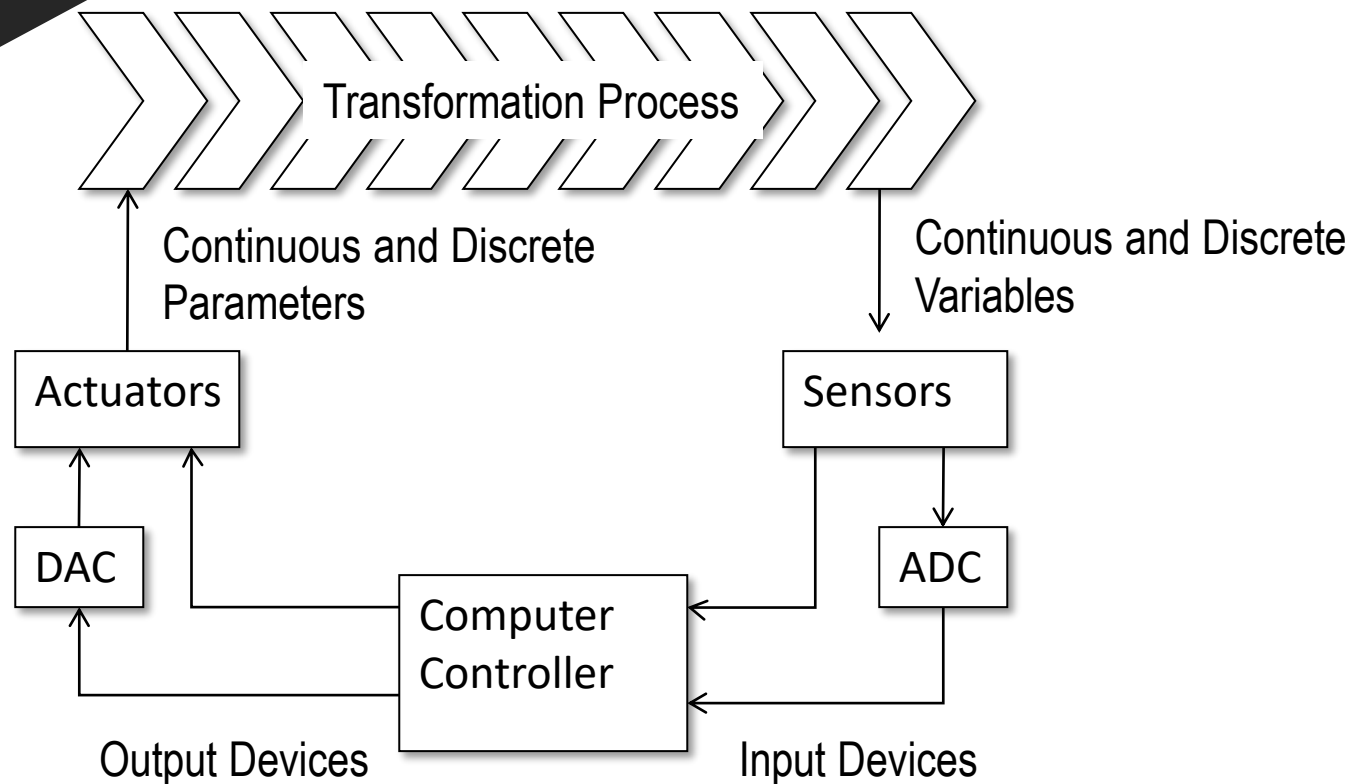 Transformation Process
Continuous and Discrete
Parameters
Continuous and Discrete
Variables
Actuators
Sensors
DAC
ADC
Computer
Controller
Output Devices
Input Devices